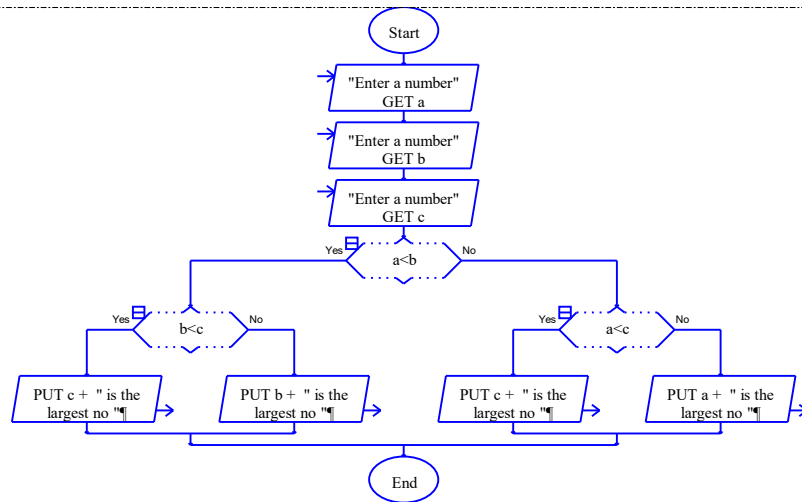 Start
"Enter a number"
GET a
"Enter a number"
GET b
"Enter a number"
GET c
Yes
a<b
No
Yes
b<c
No
Yes
a<c
No
PUT c +  " is the
largest no "¶
PUT b +  " is the
largest no "¶
PUT c +  " is the
largest no "¶
PUT a +  " is the
largest no "¶
End